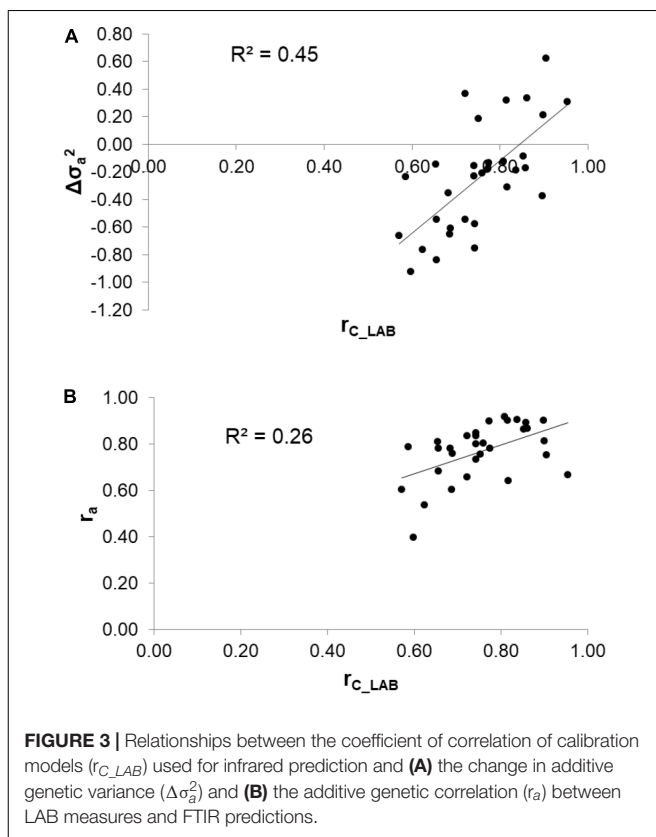 A
R² = 0.45
0.80
0.60
0.40
0.20
0.00
-0.20
-0.40
-0.60
-0.80
-1.00
-1.20
Δσa²
0.00 0.20 0.40 0.60 0.80 1.00
rC_LAB
B
R² = 0.26
1.00
0.80
0.60
0.40
0.20
0.00
ra
0.00 0.20 0.40 0.60 0.80 1.00
rC_LAB
FIGURE 3 | Relationships between the coefficient of correlation of calibration
models (rC_LAB) used for infrared prediction and (A) the change in additive
genetic variance (Δσ²a) and (B) the additive genetic correlation (ra) between
LAB measures and FTIR predictions.